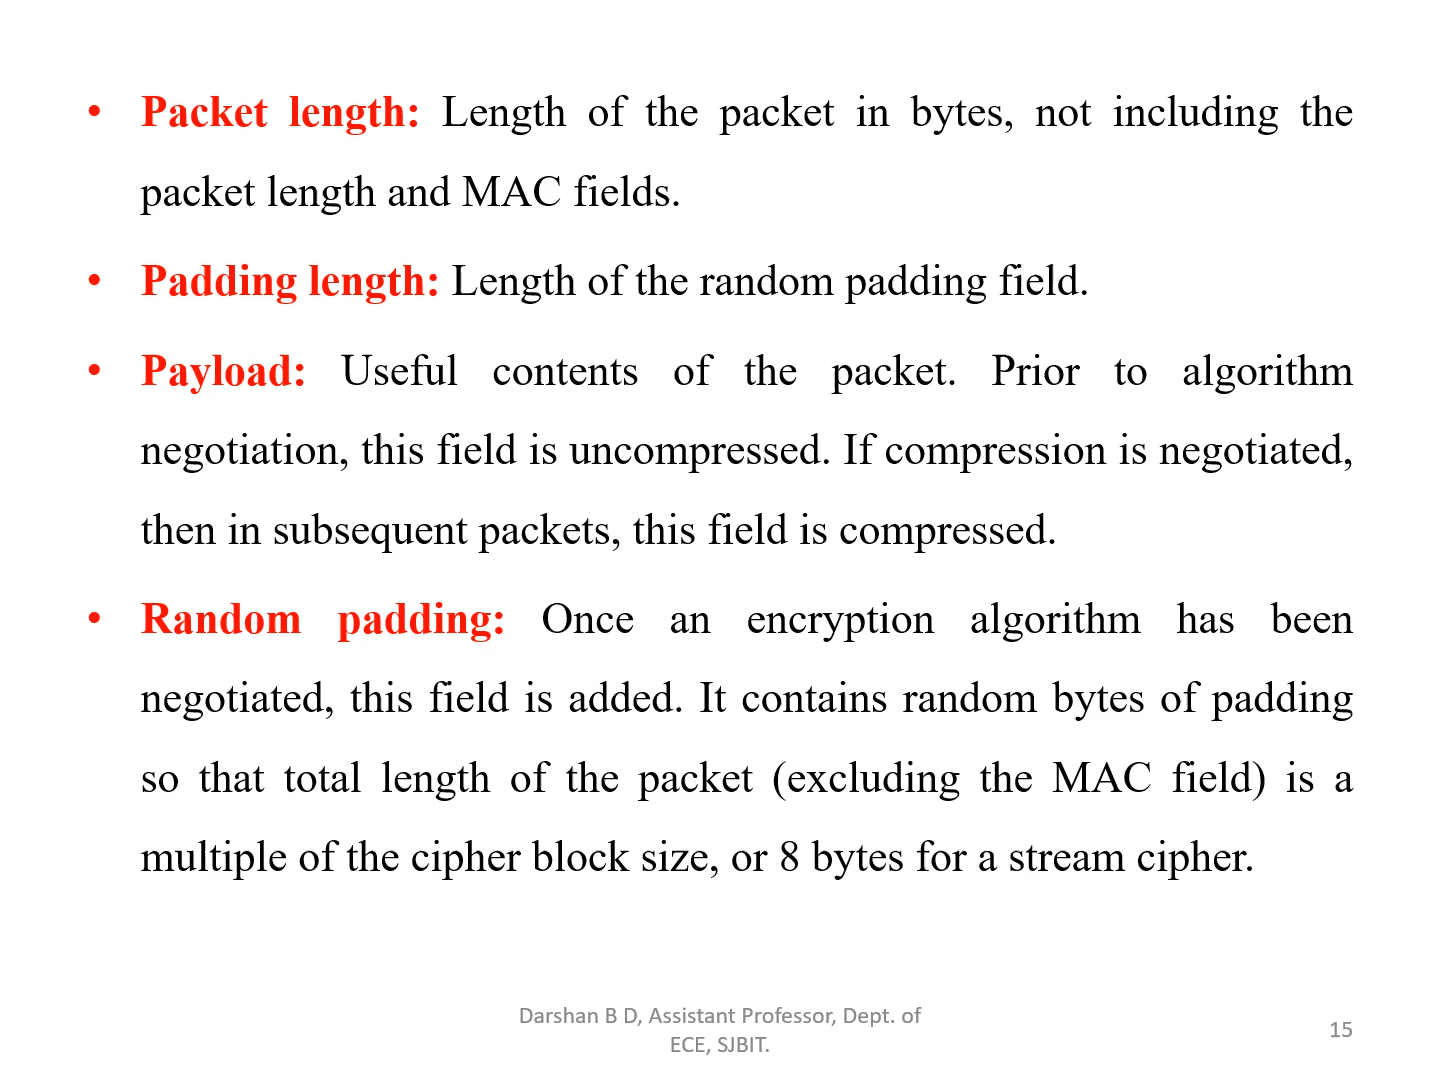 • Packet length: Length of the packet in bytes, not including the
packet length and MAC fields.
• Padding length: Length of the random padding field.
• Payload: Useful contents of the packet. Prior to algorithm
negotiation, this field is uncompressed. If compression is negotiated,
then in subsequent packets, this field is compressed.
• Random padding: Once an encryption algorithm has been
negotiated, this field is added. It contains random bytes of padding
so that total length of the packet (excluding the MAC field) is a
multiple of the cipher block size, or 8 bytes for a stream cipher.
Darshan B D, Assistant Professor, Dept. of
ECE, SJBIT.
15